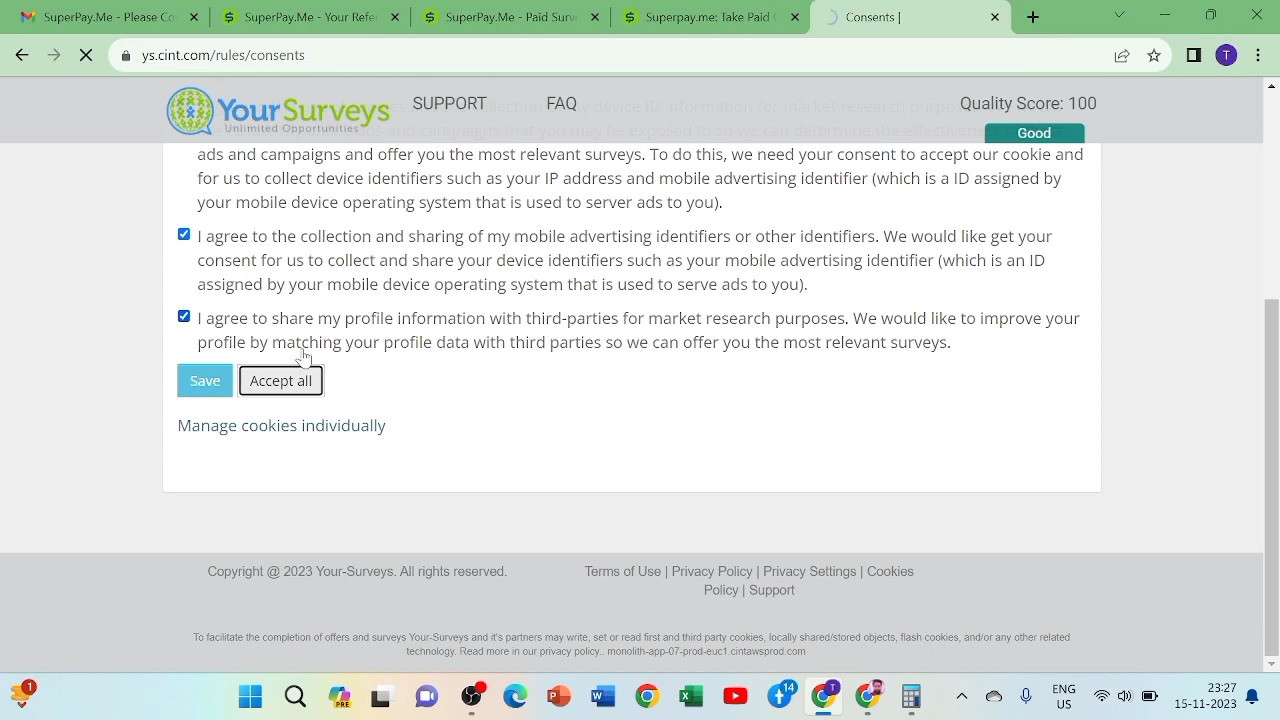 SuperPay.Me - Please Co
SuperPay.Me - Your Refer
SuperPay.Me - Paid Surv
Superpay.me: Take Paid
Consents |
ys.cint.com/rules/consents
T
YourSurveys
Unlimited Opportunities
SUPPORT
FAQ
Quality Score: 100
Good
ads and campaigns and offer you the most relevant surveys. To do this, we need your consent to accept our cookie and
for us to collect device identifiers such as your IP address and mobile advertising identifier (which is a ID assigned by
your mobile device operating system that is used to server ads to you).
I agree to the collection and sharing of my mobile advertising identifiers or other identifiers. We would like get your
consent for us to collect and share your device identifiers such as your mobile advertising identifier (which is an ID
assigned by your mobile device operating system that is used to serve ads to you).
I agree to share my profile information with third-parties for market research purposes. We would like to improve your
profile by matching your profile data with third parties so we can offer you the most relevant surveys.
Save
Accept all
Manage cookies individually
Copyright @ 2023 Your-Surveys. All rights reserved.
Terms of Use | Privacy Policy | Privacy Settings | Cookies
Policy | Support
To facilitate the completion of offers and surveys Your-Surveys and it's partners may write, set or read first and third party cookies, locally shared/stored objects, flash cookies, and/or any other related
technology. Read more in our privacy policy.. monolith-app-07-prod-euc1.cintawsprod.com
1
PRE
14
T
ENG
US
23:27
15-11-2023